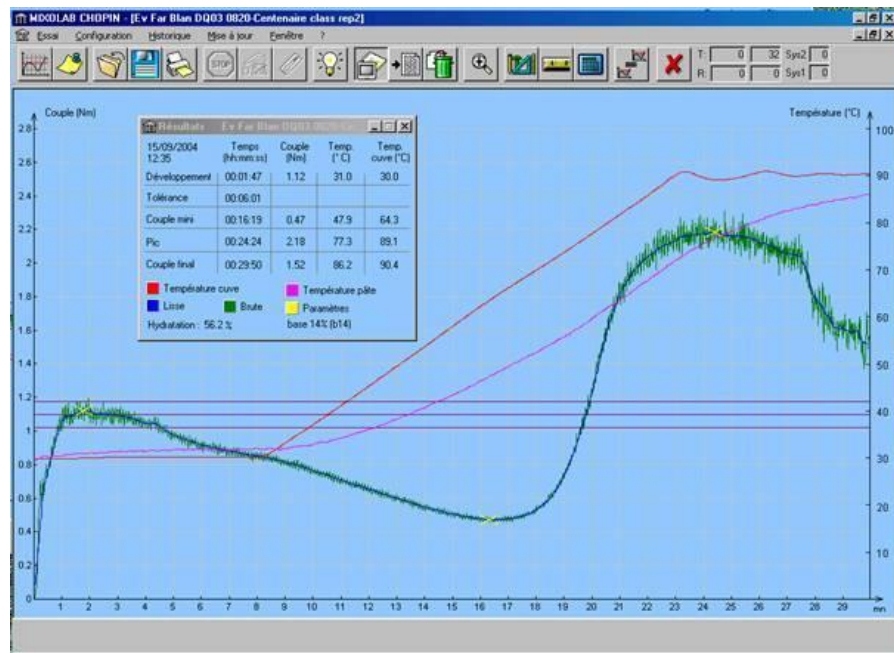 MIXOLAB CHOPIN - [Ev Far Blan DQ03 0820-Centenaire class rep2]
Essai Configuration Historique Mise à jour Fenêtre ?
STOP
T: 0 32 Sys2 0
R: 0 0 Sys1 0
Couple (Nm)
Température (°C)
2.8
2.6
2.4
2.2
2
1.8
1.6
1.4
1.2
1
0.8
0.6
0.4
0.2
0
100
90
80
70
60
50
40
30
20
10
1 2 3 4 5 6 7 8 9 10 11 12 13 14 15 16 17 18 19 20 21 22 23 24 25 26 27 28 29
mn
Résultats Ev Far Blan DQ03 0820-Ce
15/09/2004 Temps Couple Temp. Temp.
12:35 (hh:mm:ss) (Nm) (° C) cuve (°C)
Développement 00:01:47 1.12 31.0 30.0
Tolérance 00:06:01
Couple mini 00:16:19 0.47 47.9 64.3
Pic 00:24:24 2.18 77.3 89.1
Couple final 00:29:50 1.52 86.2 90.4
Température cuve Température pâte
Lisse Brute Paramètres
Hydratation : 56.2 % base 14% (b14)